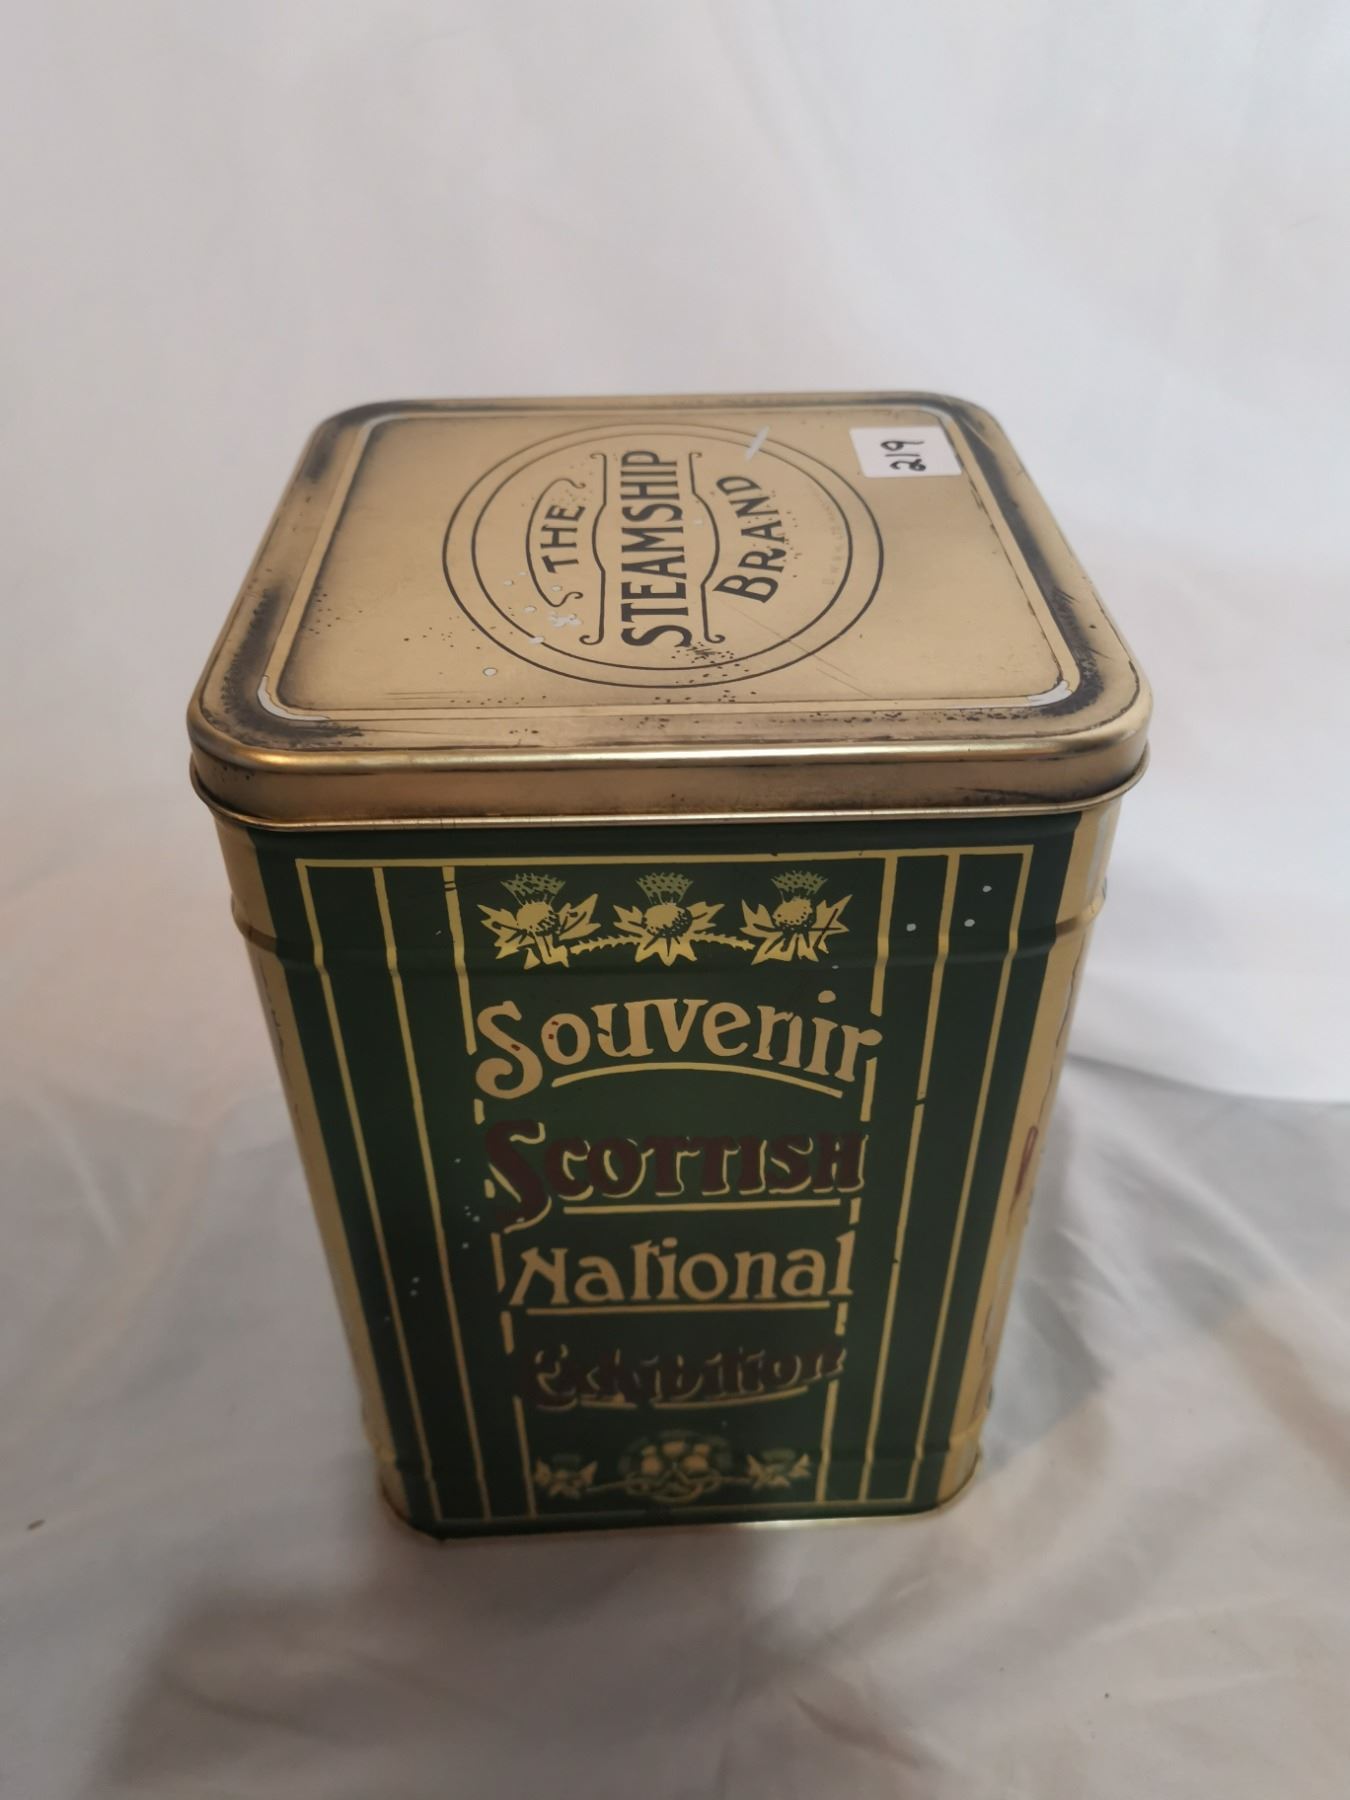 THE
STEAMSHIP
BRAND
219
Souvenir
SCOTTISH
National
Exhibition